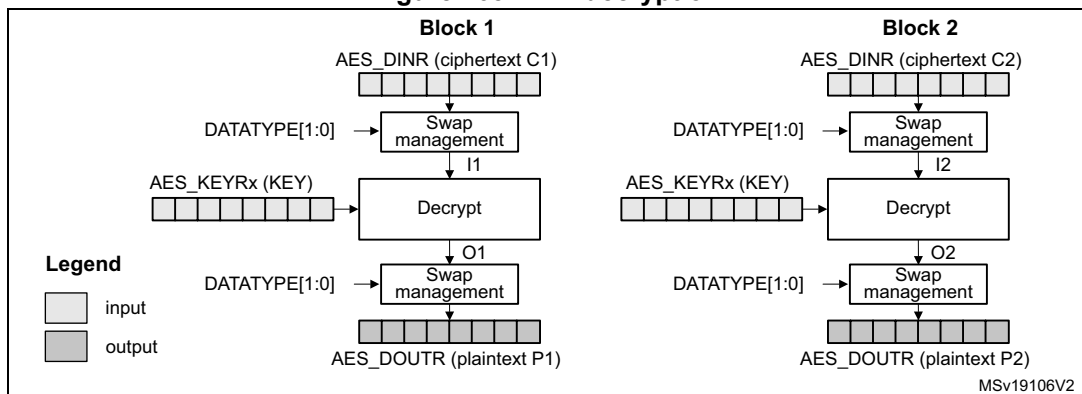 Block 1
Block 2
AES_DINR (ciphertext C1)
AES_DINR (ciphertext C2)
DATATYPE[1:0]
Swap
management
DATATYPE[1:0]
Swap
management
I1
I2
AES_KEYRx (KEY)
Decrypt
AES_KEYRx (KEY)
Decrypt
O1
O2
Legend
DATATYPE[1:0]
Swap
management
DATATYPE[1:0]
Swap
management
input
output
AES_DOUTR (plaintext P1)
AES_DOUTR (plaintext P2)
MSv19106V2